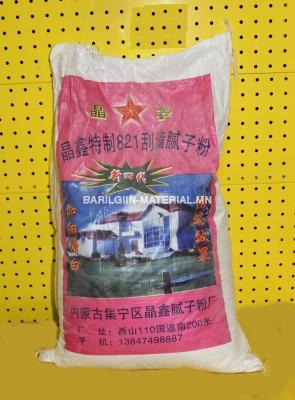 晶 鑫
晶鑫特制821刮墙腻子粉
新四代
BARILGIIN-MATERIAL.MN
内蒙古集宁区晶鑫腻子粉厂
厂 址：西山110国道南200米
手 机：13847498887